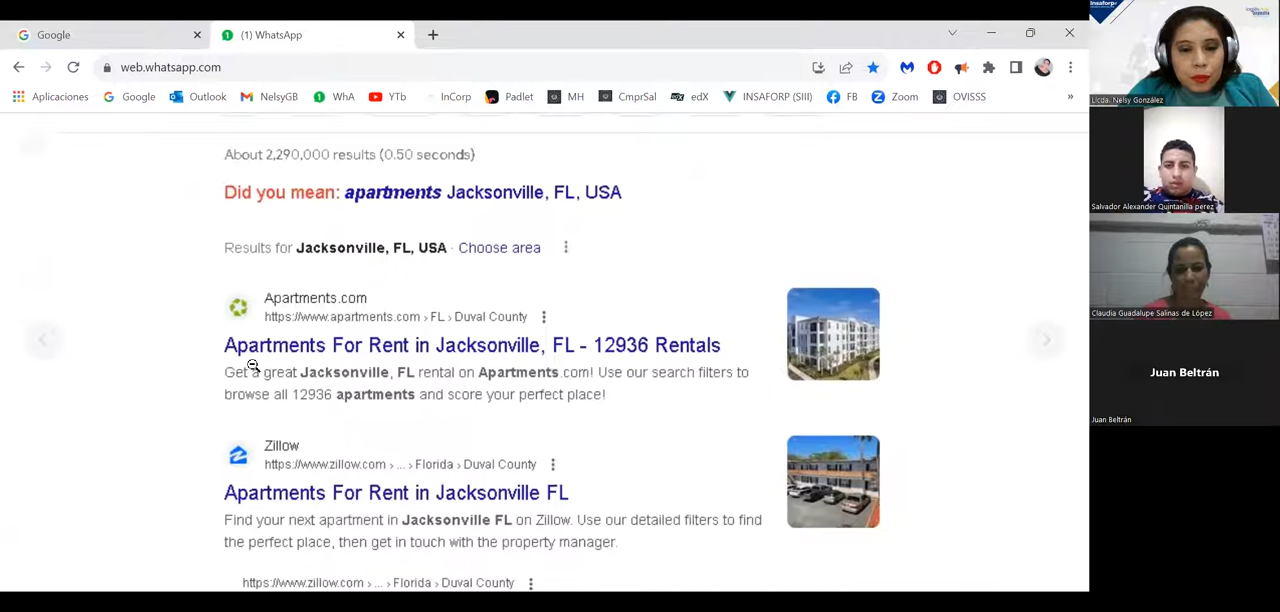 Google
(1) WhatsApp
web.whatsapp.com
Aplicaciones
Google
Outlook
NelsyGB
WhA
YTb
InCorp
Padlet
MH
CmprSal
edX
INSAFORP (SIII)
FB
Zoom
OVISSS
»
About 2,290,000 results (0.50 seconds)
Did you mean: apartments Jacksonville, FL, USA
Results for Jacksonville, FL, USA · Choose area
Apartments.com
https://www.apartments.com › FL › Duval County
Apartments For Rent in Jacksonville, FL - 12936 Rentals
Get a great Jacksonville, FL rental on Apartments.com! Use our search filters to
browse all 12936 apartments and score your perfect place!
Zillow
https://www.zillow.com › ... › Florida › Duval County
Apartments For Rent in Jacksonville FL
Find your next apartment in Jacksonville FL on Zillow. Use our detailed filters to find
the perfect place, then get in touch with the property manager.
https://www.zillow.com › ... › Florida › Duval County
Insaforp
Licda. Nelsy González
Salvador Alexander Quintanilla perez
Claudia Guadalupe Salinas de López
Juan Beltrán
Juan Beltrán